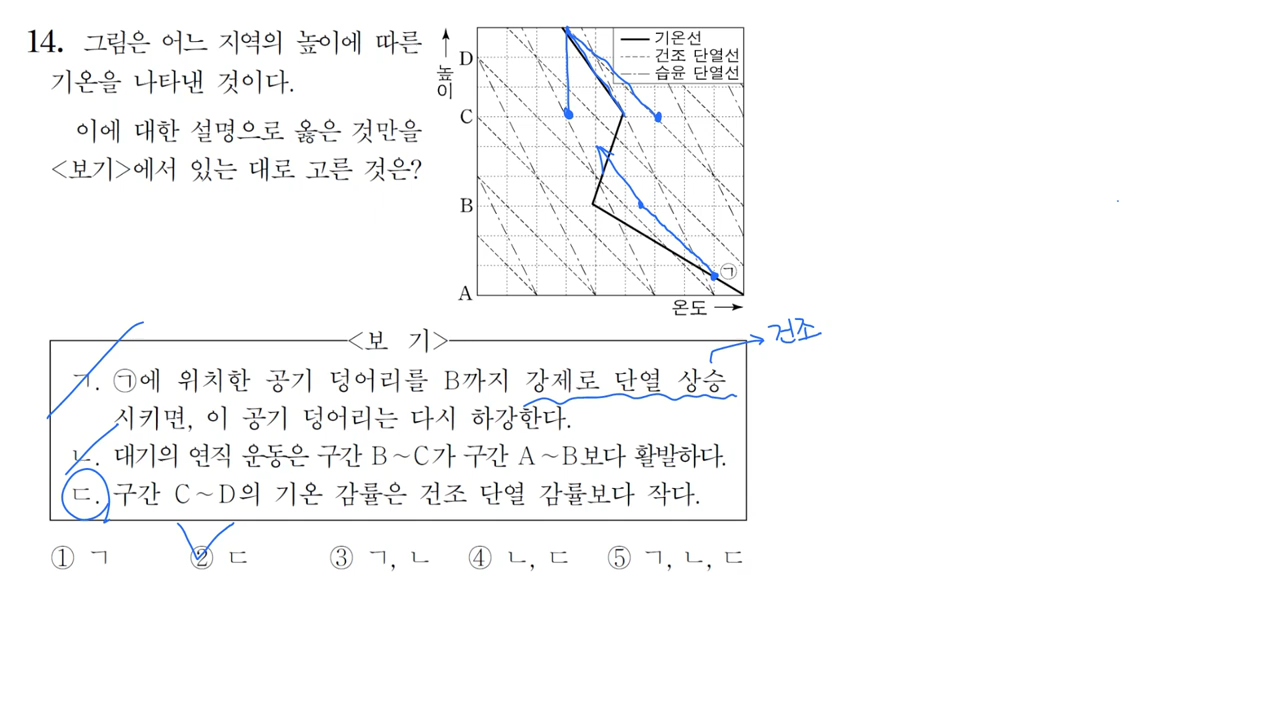 14. 그림은 어느 지역의 높이에 따른
기온을 나타낸 것이다.
이에 대한 설명으로 옳은 것만을
<보기>에서 있는 대로 고른 것은?
높이
D
C
B
A
기온선
건조 단열선
습윤 단열선
㉠
온도
<보 기>
건조
ㄱ. ㉠에 위치한 공기 덩어리를 B까지 강제로 단열 상승
시키면, 이 공기 덩어리는 다시 하강한다.
ㄴ. 대기의 연직 운동은 구간 B~C가 구간 A~B보다 활발하다.
ㄷ. 구간 C~D의 기온 감률은 건조 단열 감률보다 작다.
① ㄱ ② ㄷ ③ ㄱ, ㄴ ④ ㄴ, ㄷ ⑤ ㄱ, ㄴ, ㄷ